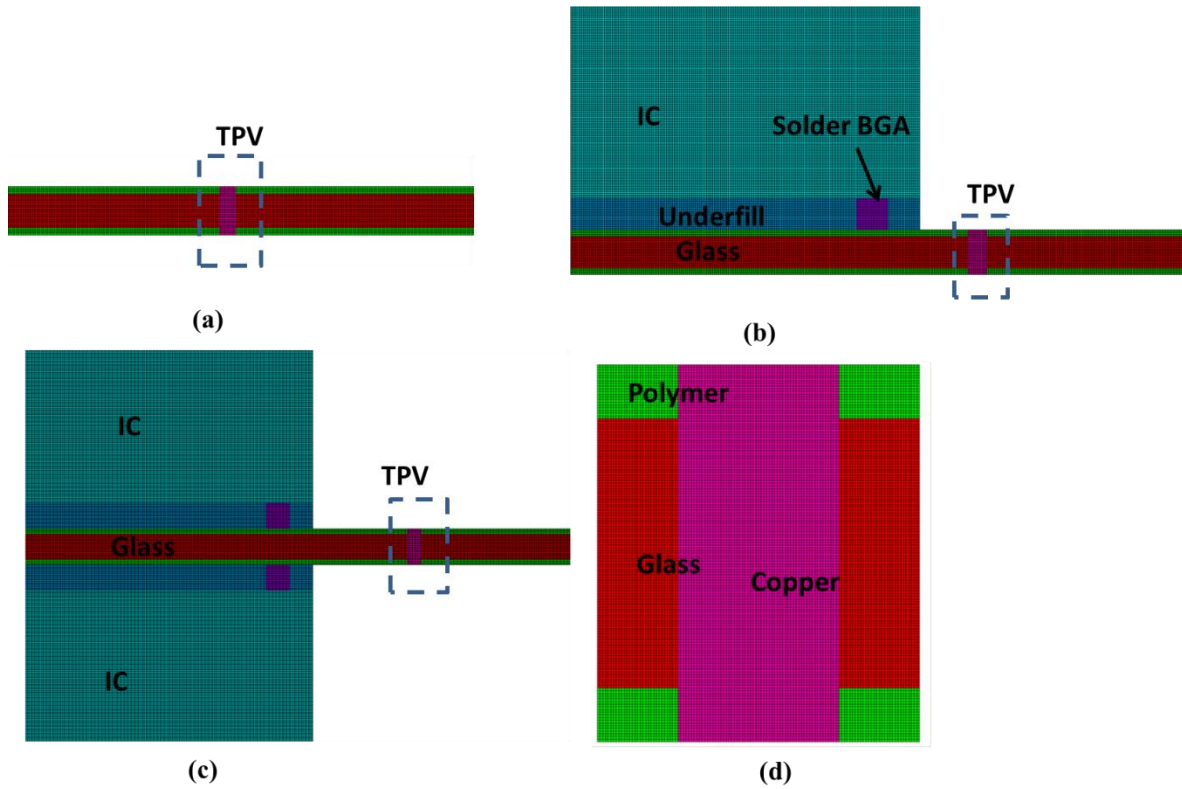 TPV
(a)
IC
Solder BGA
Underfill
TPV
Glass
(b)
IC
TPV
Glass
IC
(c)
Polymer
Glass
Copper
(d)